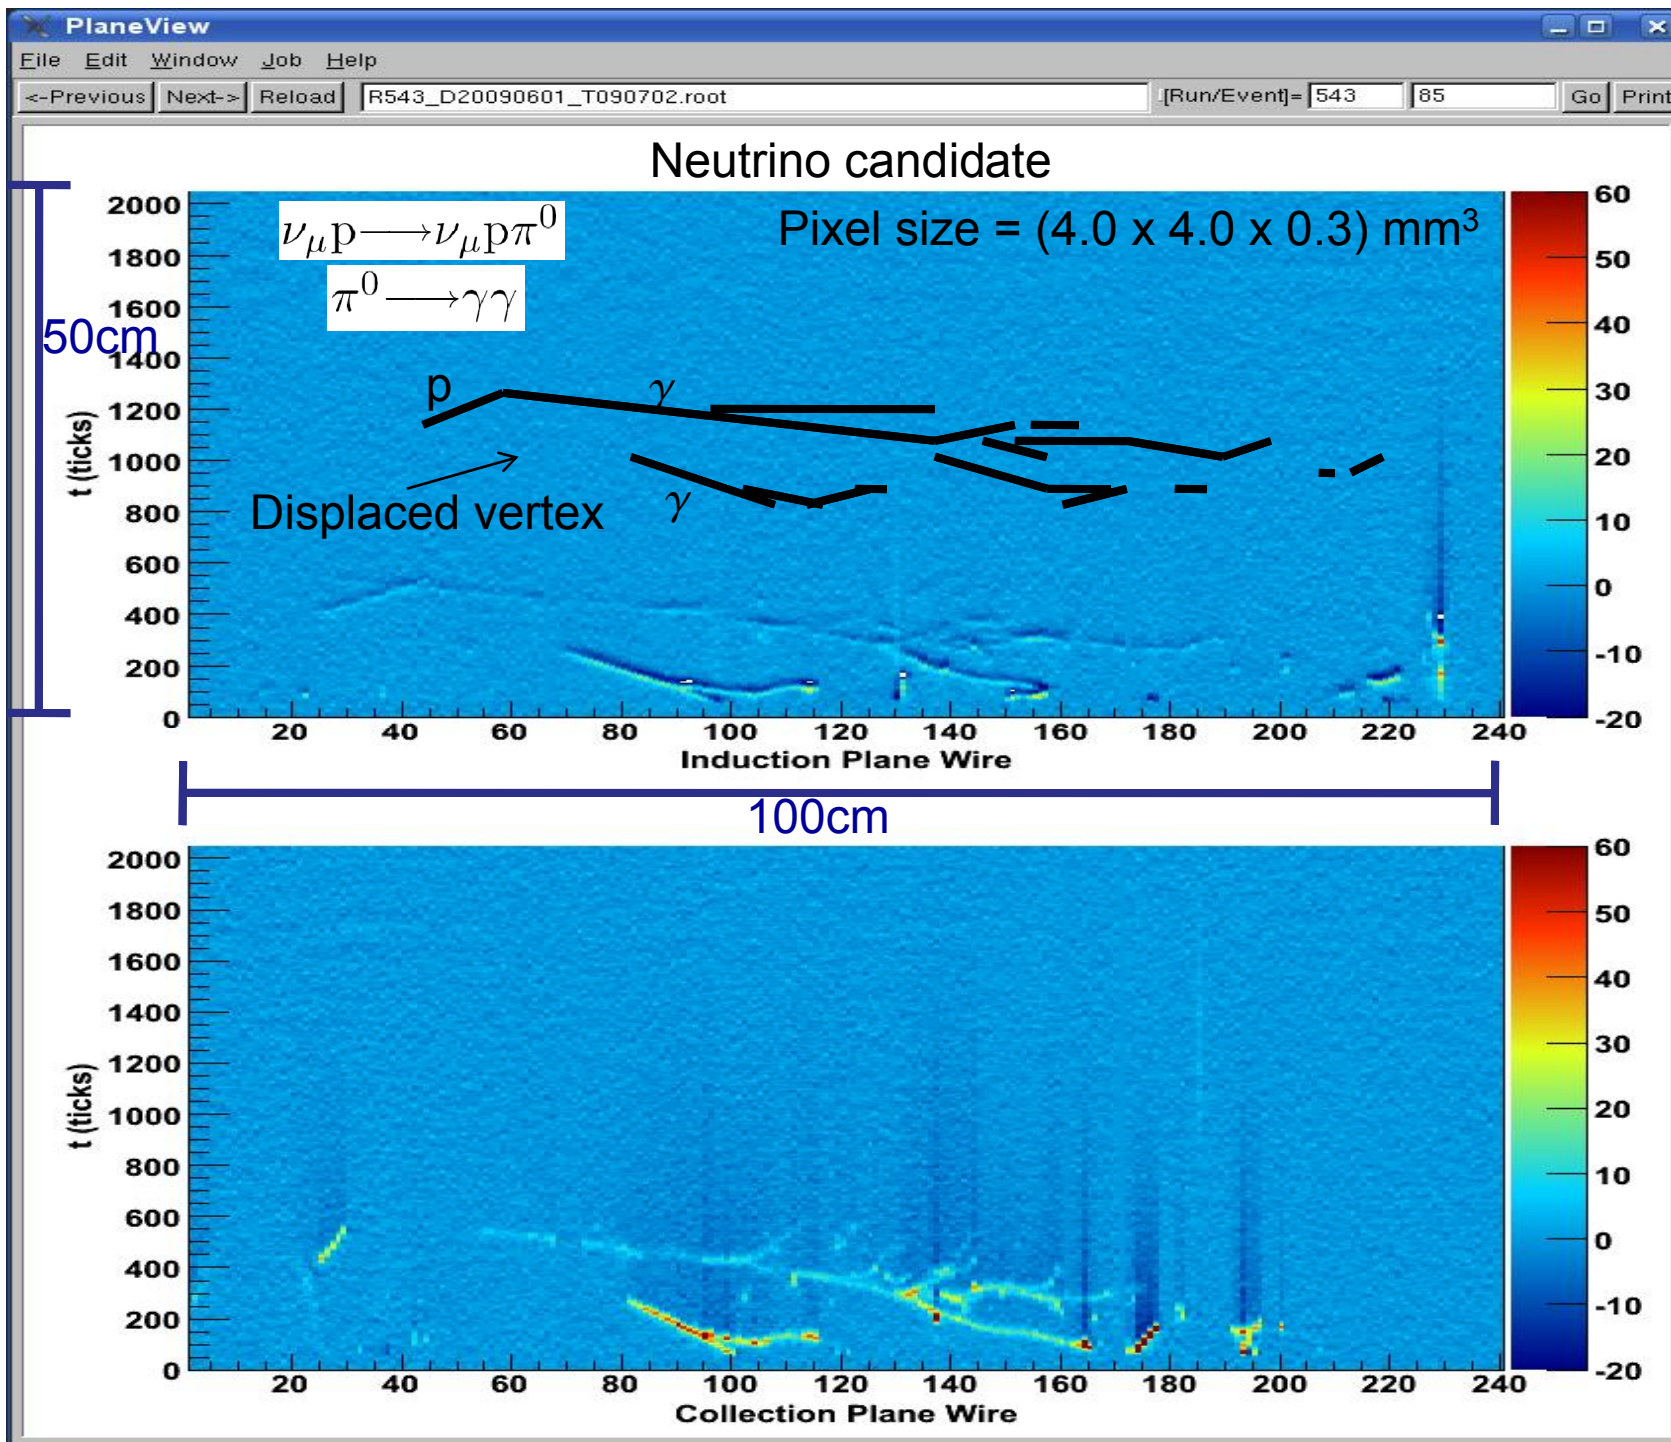 PlaneView
File Edit Window Job Help
<-Previous Next-> Reload R543_D20090601_T090702.root [Run/Event]= 543 85 Go Print
Neutrino candidate
ν_μ p ⟶ ν_μ p π⁰
π⁰ ⟶ γγ
Pixel size = (4.0 x 4.0 x 0.3) mm³
50cm
p
γ
Displaced vertex
γ
t (ticks)
2000
1800
1600
1400
1200
1000
800
600
400
200
0
20 40 60 80 100 120 140 160 180 200 220 240
Induction Plane Wire
60
50
40
30
20
10
0
-10
-20
100cm
t (ticks)
2000
1800
1600
1400
1200
1000
800
600
400
200
0
20 40 60 80 100 120 140 160 180 200 220 240
Collection Plane Wire
60
50
40
30
20
10
0
-10
-20